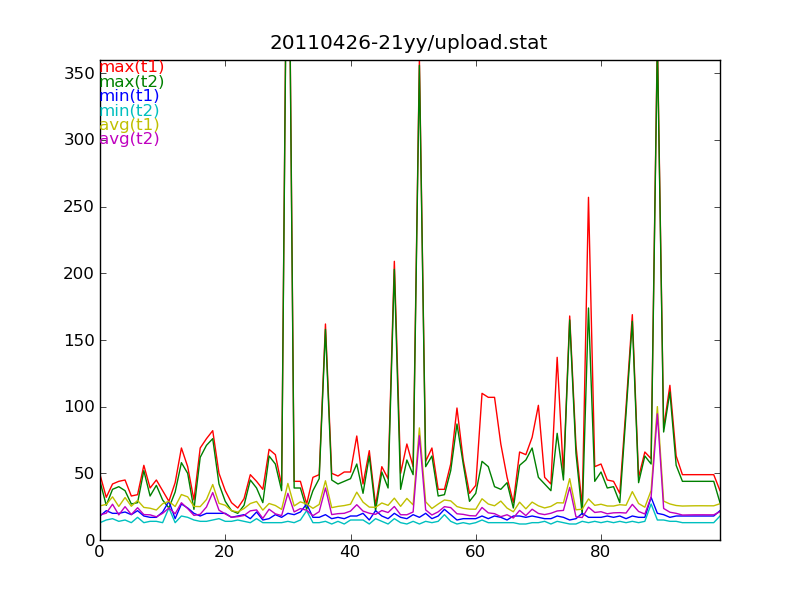 20110426-21yy/upload.stat
350
300
250
200
150
100
50
0
max(t1)
max(t2)
min(t1)
min(t2)
avg(t1)
avg(t2)
0 20 40 60 80